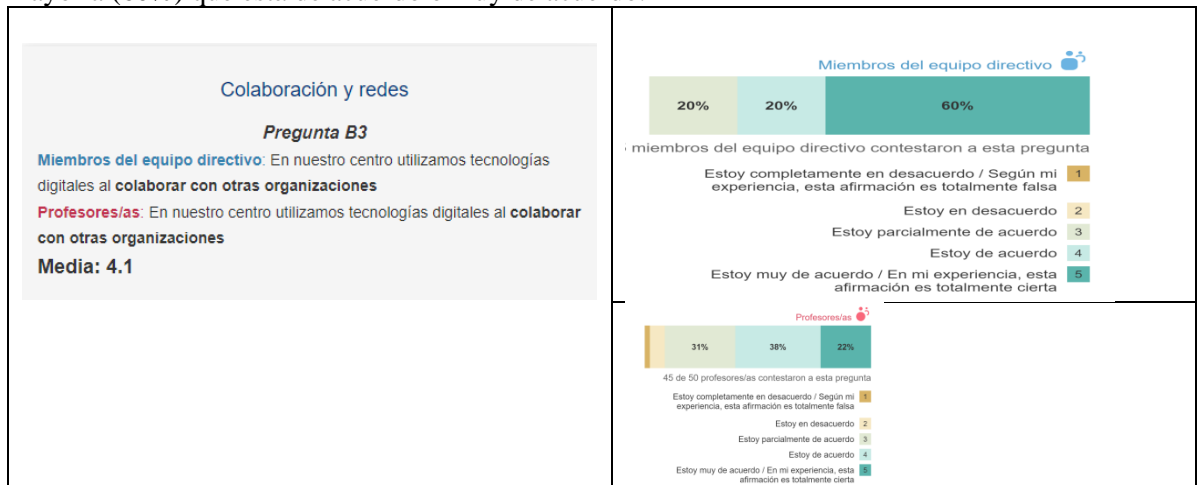 Colaboración y redes
Pregunta B3
Miembros del equipo directivo: En nuestro centro utilizamos tecnologías
digitales al colaborar con otras organizaciones
Profesores/as: En nuestro centro utilizamos tecnologías digitales al colaborar
con otras organizaciones
Media: 4.1
Miembros del equipo directivo
20% 20% 60%
miembros del equipo directivo contestaron a esta pregunta
Estoy completamente en desacuerdo / Según mi 1
experiencia, esta afirmación es totalmente falsa
Estoy en desacuerdo 2
Estoy parcialmente de acuerdo 3
Estoy de acuerdo 4
Estoy muy de acuerdo / En mi experiencia, esta 5
afirmación es totalmente cierta
Profesores/as
31% 38% 22%
45 de 50 profesores/as contestaron a esta pregunta
Estoy completamente en desacuerdo / Según mi 1
experiencia, esta afirmación es totalmente falsa
Estoy en desacuerdo 2
Estoy parcialmente de acuerdo 3
Estoy de acuerdo 4
Estoy muy de acuerdo / En mi experiencia, esta 5
afirmación es totalmente cierta